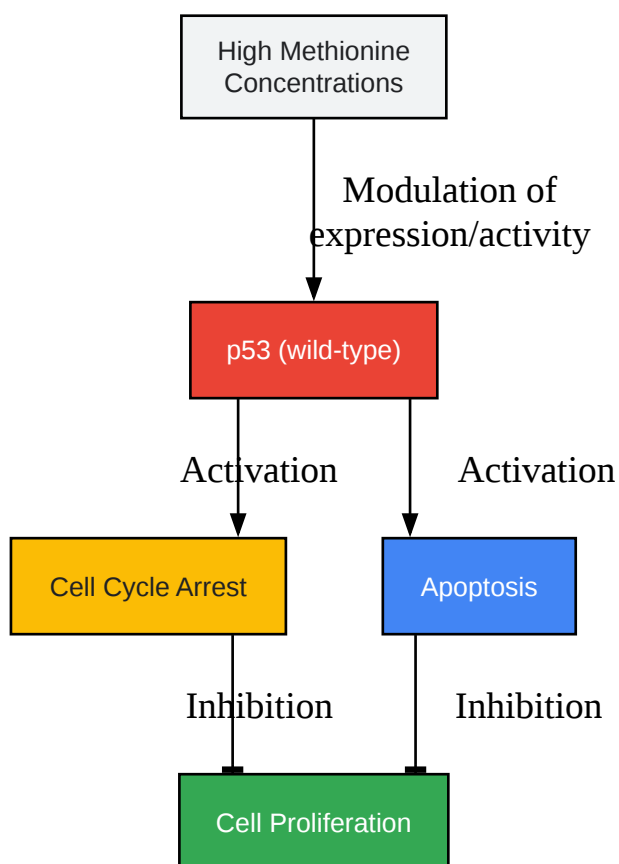 High Methionine
Concentrations
Modulation of
expression/activity
p53 (wild-type)
Activation
Activation
Cell Cycle Arrest
Apoptosis
Inhibition
Inhibition
Cell Proliferation